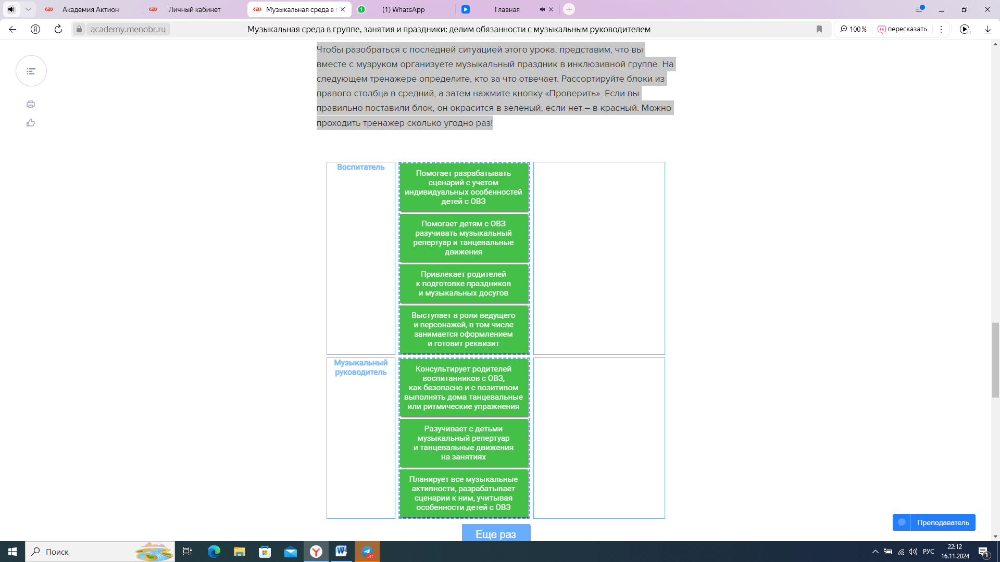 Академия Актион
Личный кабинет
Музыкальная среда в г
(1) WhatsApp
Главная
academy.menobr.ru
Музыкальная среда в группе, занятия и праздники: делим обязанности с музыкальным руководителем
100 %
пересказать
Чтобы разобраться с последней ситуацией этого урока, представим, что вы
вместе с музруком организуете музыкальный праздник в инклюзивной группе. На
следующем тренажере определите, кто за что отвечает. Рассортируйте блоки из
правого столбца в средний, а затем нажмите кнопку «Проверить». Если вы
правильно поставили блок, он окрасится в зеленый, если нет – в красный. Можно
проходить тренажер сколько угодно раз!
Воспитатель
Помогает разрабатывать
сценарий с учетом
индивидуальных особенностей
детей с ОВЗ
Помогает детям с ОВЗ
разучивать музыкальный
репертуар и танцевальные
движения
Привлекает родителей
к подготовке праздников
и музыкальных досугов
Выступает в роли ведущего
и персонажей, в том числе
занимается оформлением
и готовит реквизит
Музыкальный
руководитель
Консультирует родителей
воспитанников с ОВЗ,
как безопасно и с позитивом
выполнять дома танцевальные
или ритмические упражнения
Разучивает с детьми
музыкальный репертуар
и танцевальные движения
на занятиях
Планирует все музыкальные
активности, разрабатывает
сценарии к ним, учитывая
особенности детей с ОВЗ
Еще раз
Преподаватель
Поиск
41
РУС
22:12
16.11.2024
1